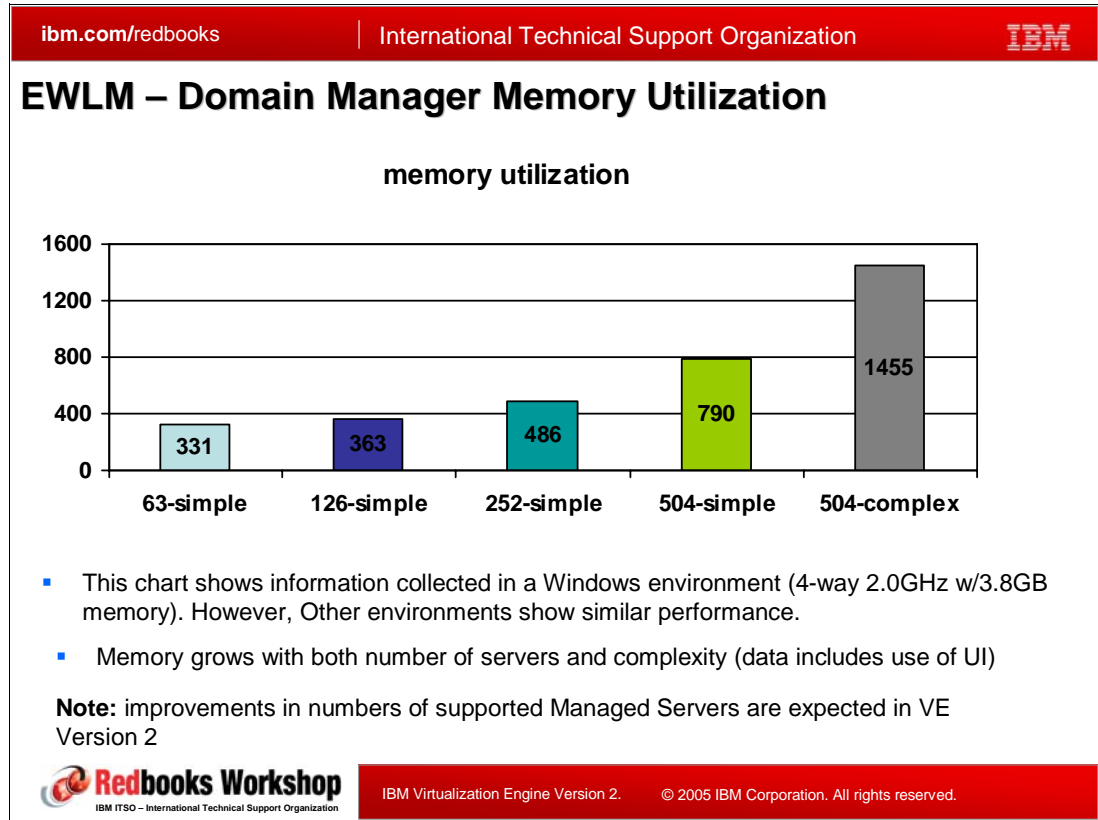 ibm.com/redbooks
International Technical Support Organization
IBM
EWLM – Domain Manager Memory Utilization
memory utilization
1600
1200
800
400
0
331
363
486
790
1455
63-simple
126-simple
252-simple
504-simple
504-complex
▪ This chart shows information collected in a Windows environment (4-way 2.0GHz w/3.8GB
memory). However, Other environments show similar performance.
▪ Memory grows with both number of servers and complexity (data includes use of UI)
Note: improvements in numbers of supported Managed Servers are expected in VE
Version 2
Redbooks Workshop
IBM ITSO – International Technical Support Organization
IBM Virtualization Engine Version 2.
© 2005 IBM Corporation. All rights reserved.